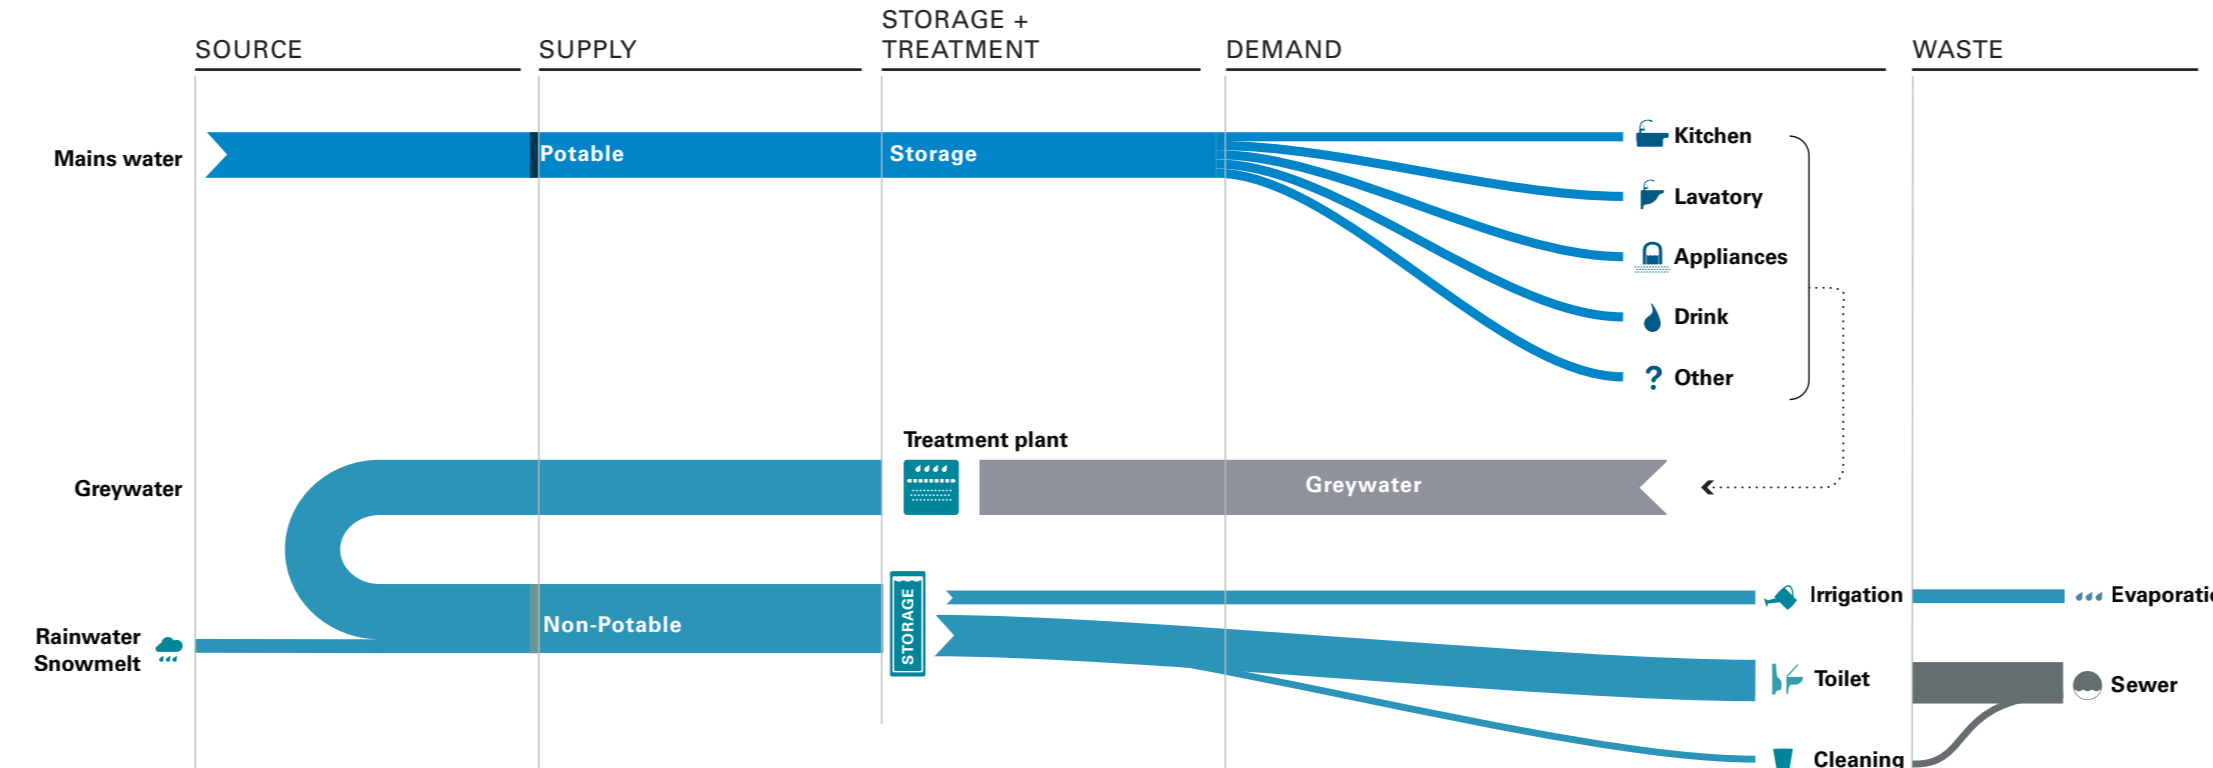 SOURCE
SUPPLY
STORAGE +
TREATMENT
DEMAND
WASTE
Mains water
Potable
Storage
Kitchen
Lavatory
Appliances
Drink
? Other
Treatment plant
Greywater
Greywater
STORAGE
Irrigation
Evaporatio
Rainwater
Snowmelt
Non-Potable
Toilet
Sewer
Cleaning